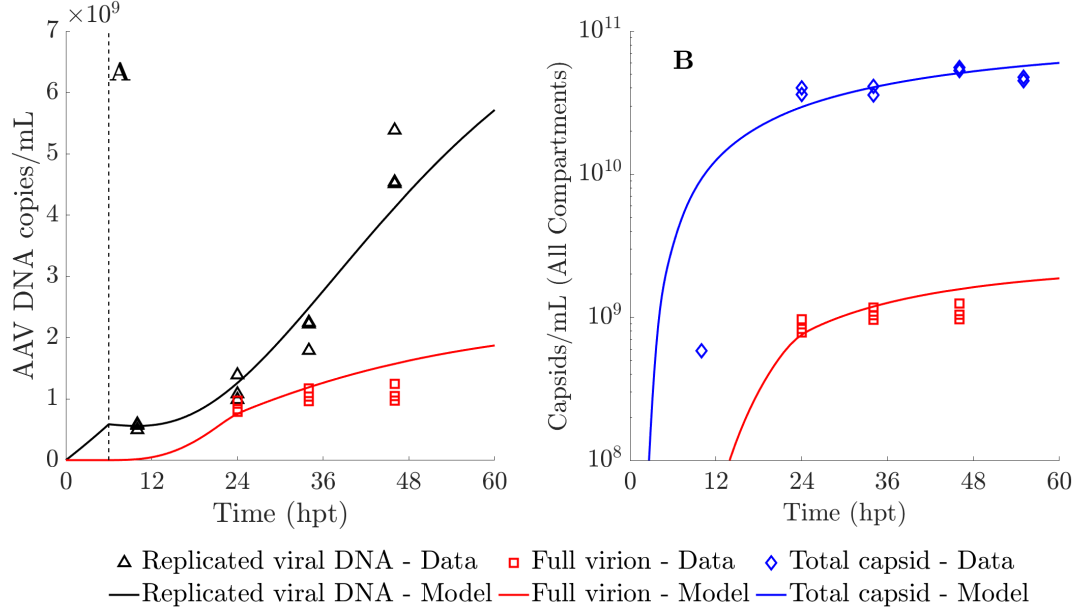 ×10⁹
A
7
6
5
4
3
2
1
0
AAV DNA copies/mL
0 12 24 36 48 60
Time (hpt)
B
10¹¹
10¹⁰
10⁹
10⁸
Capsids/mL (All Compartments)
0 12 24 36 48 60
Time (hpt)
Replicated viral DNA - Data Full virion - Data Total capsid - Data
Replicated viral DNA - Model Full virion - Model Total capsid - Model